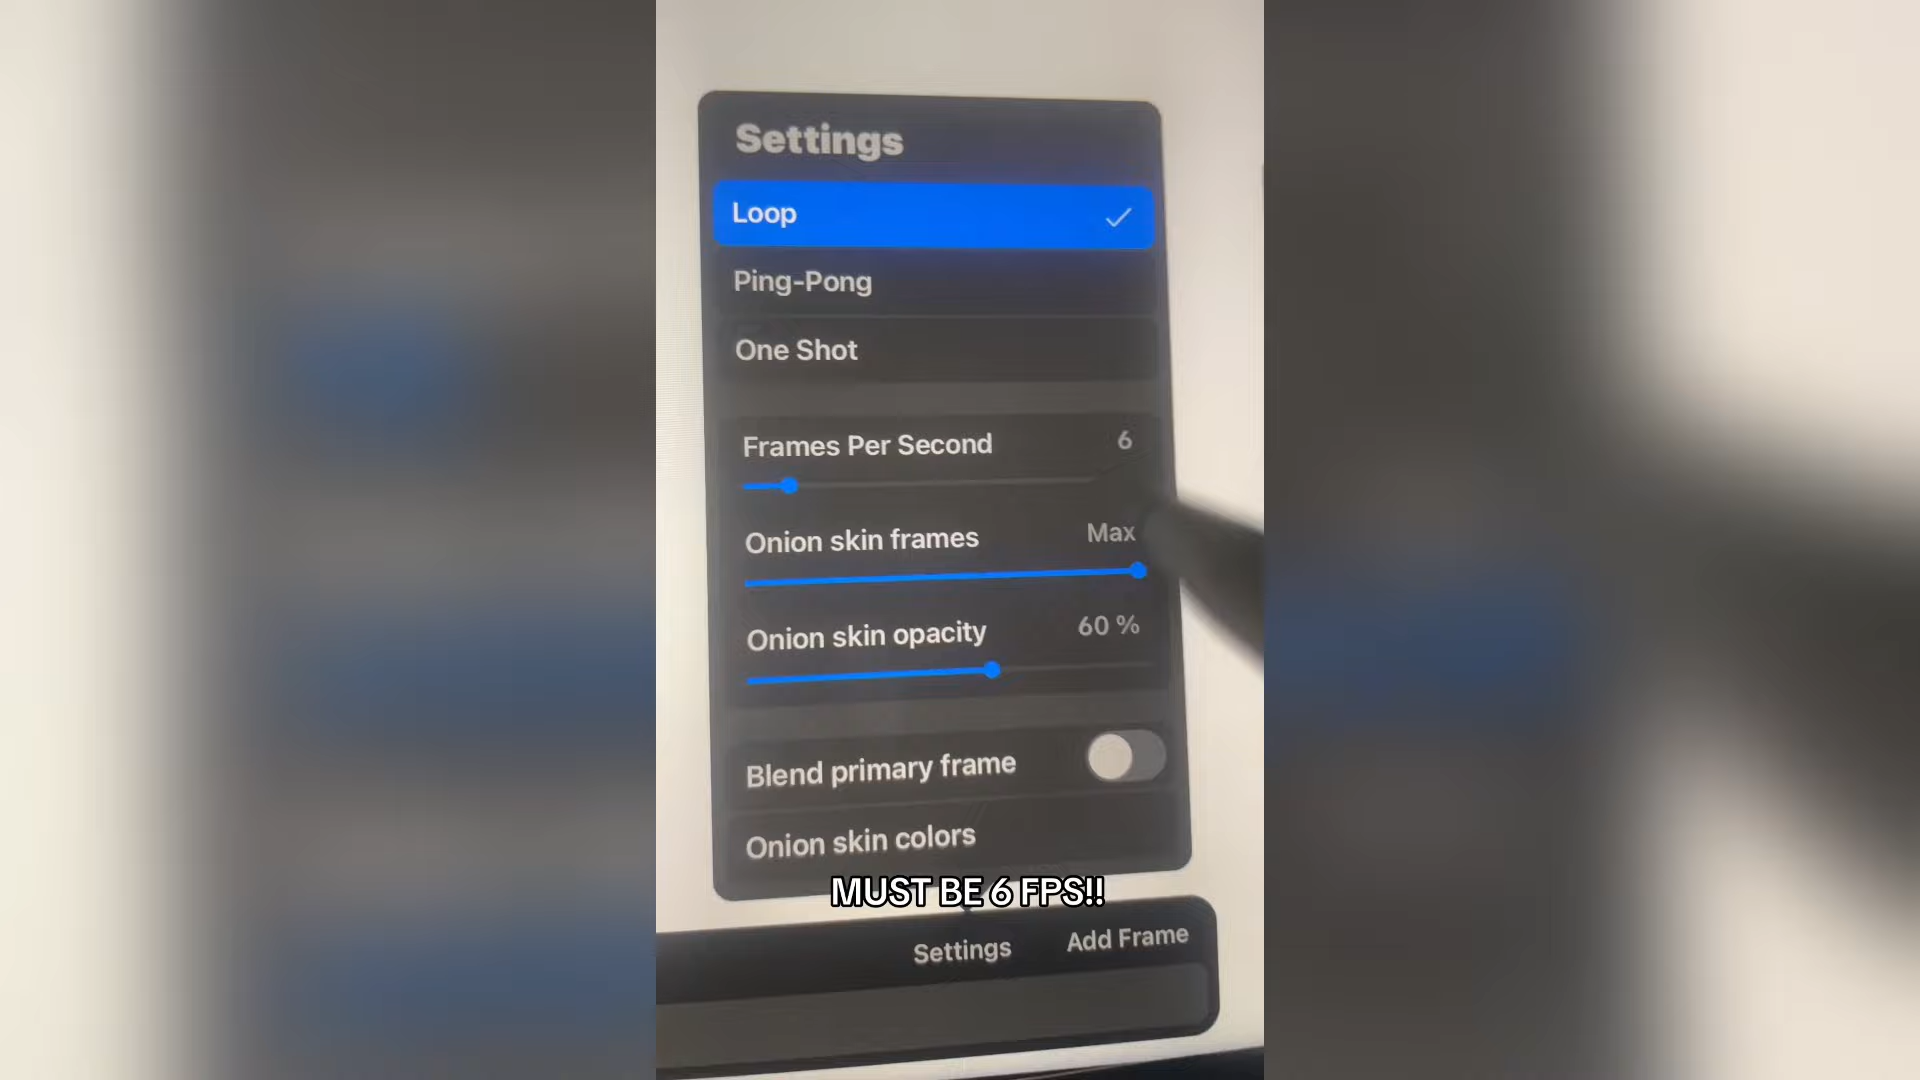 Settings
Loop
Ping-Pong
One Shot
Frames Per Second 6
Onion skin frames Max
Onion skin opacity 60 %
Blend primary frame
Onion skin colors
MUST BE 6 FPS!!
Settings Add Frame